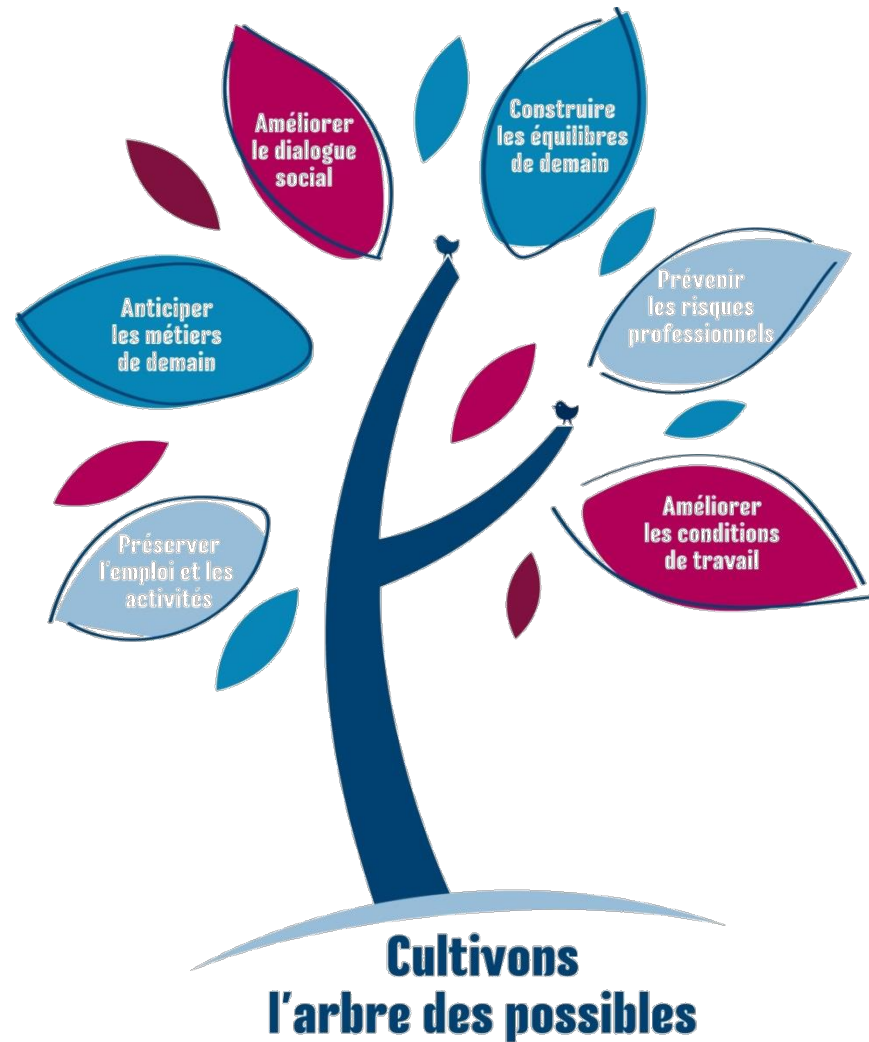 Améliorer
le dialogue
social
Construire
les équilibres
de demain
Prévenir
les risques
professionnels
Anticiper
les métiers
de demain
Améliorer
les conditions
de travail
Préserver
l'emploi et les
activités
Cultivons
l'arbre des possibles